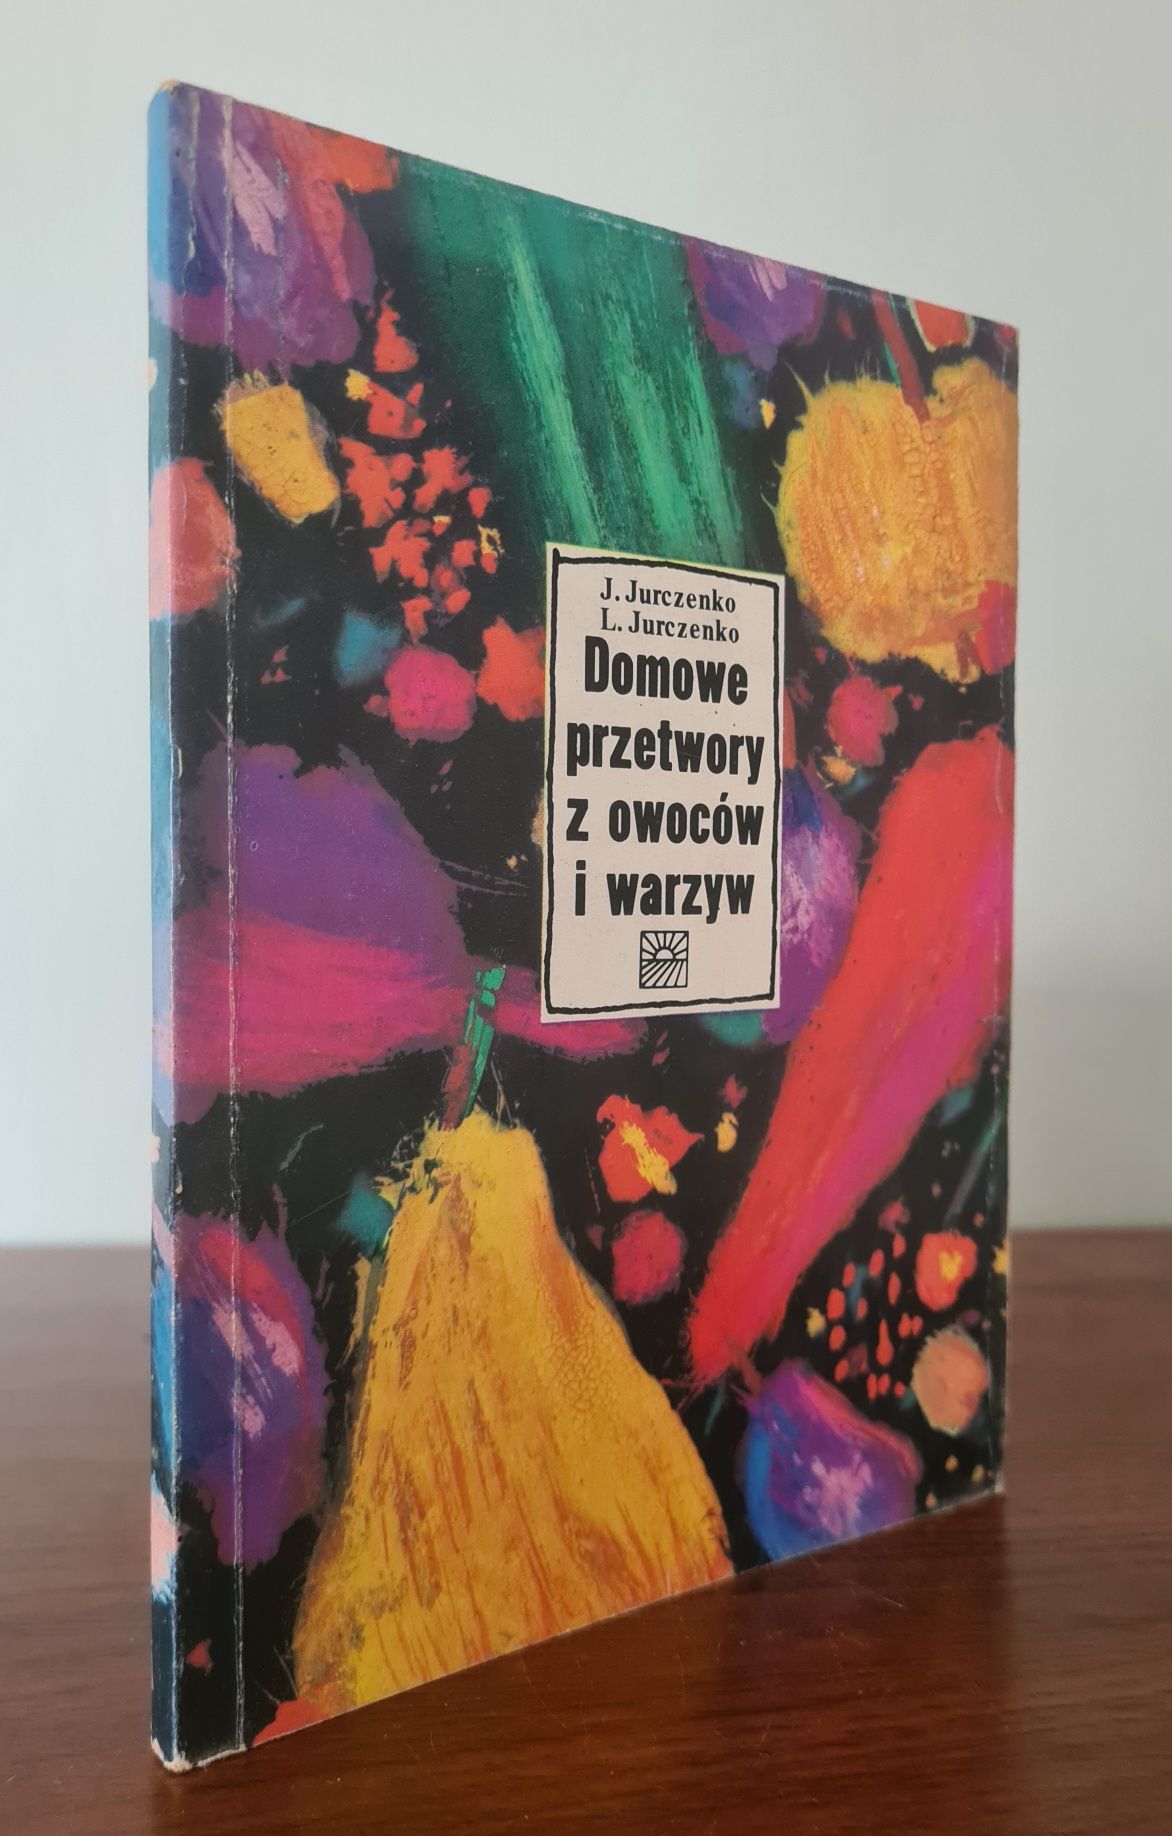 J. Jurczenko
L. Jurczenko
Domowe
przetwory
z owoców
i warzyw